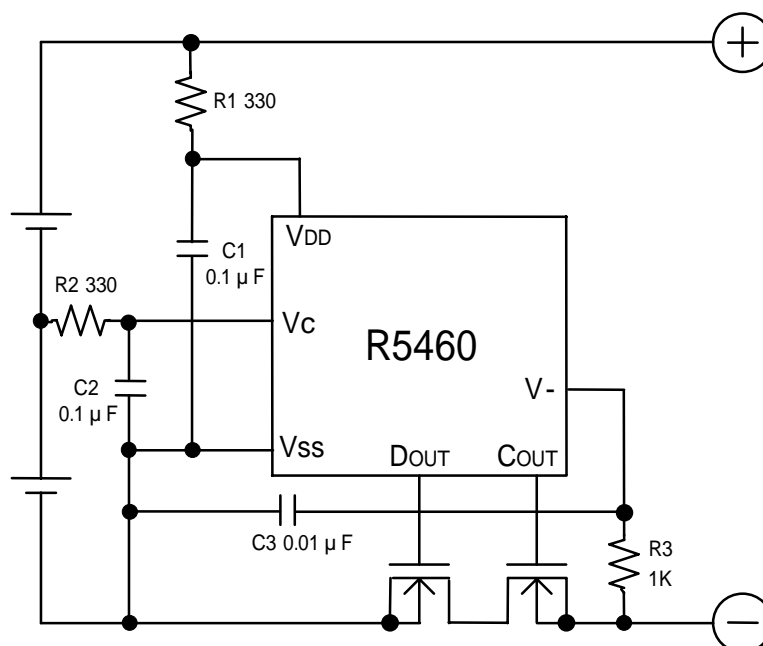 +
R1 330
VDD
C1
0.1 µ F
R2 330
VC
R5460
C2
0.1 µ F
V-
VSS
DOUT
COUT
C3 0.01 µ F
R3
1K
−